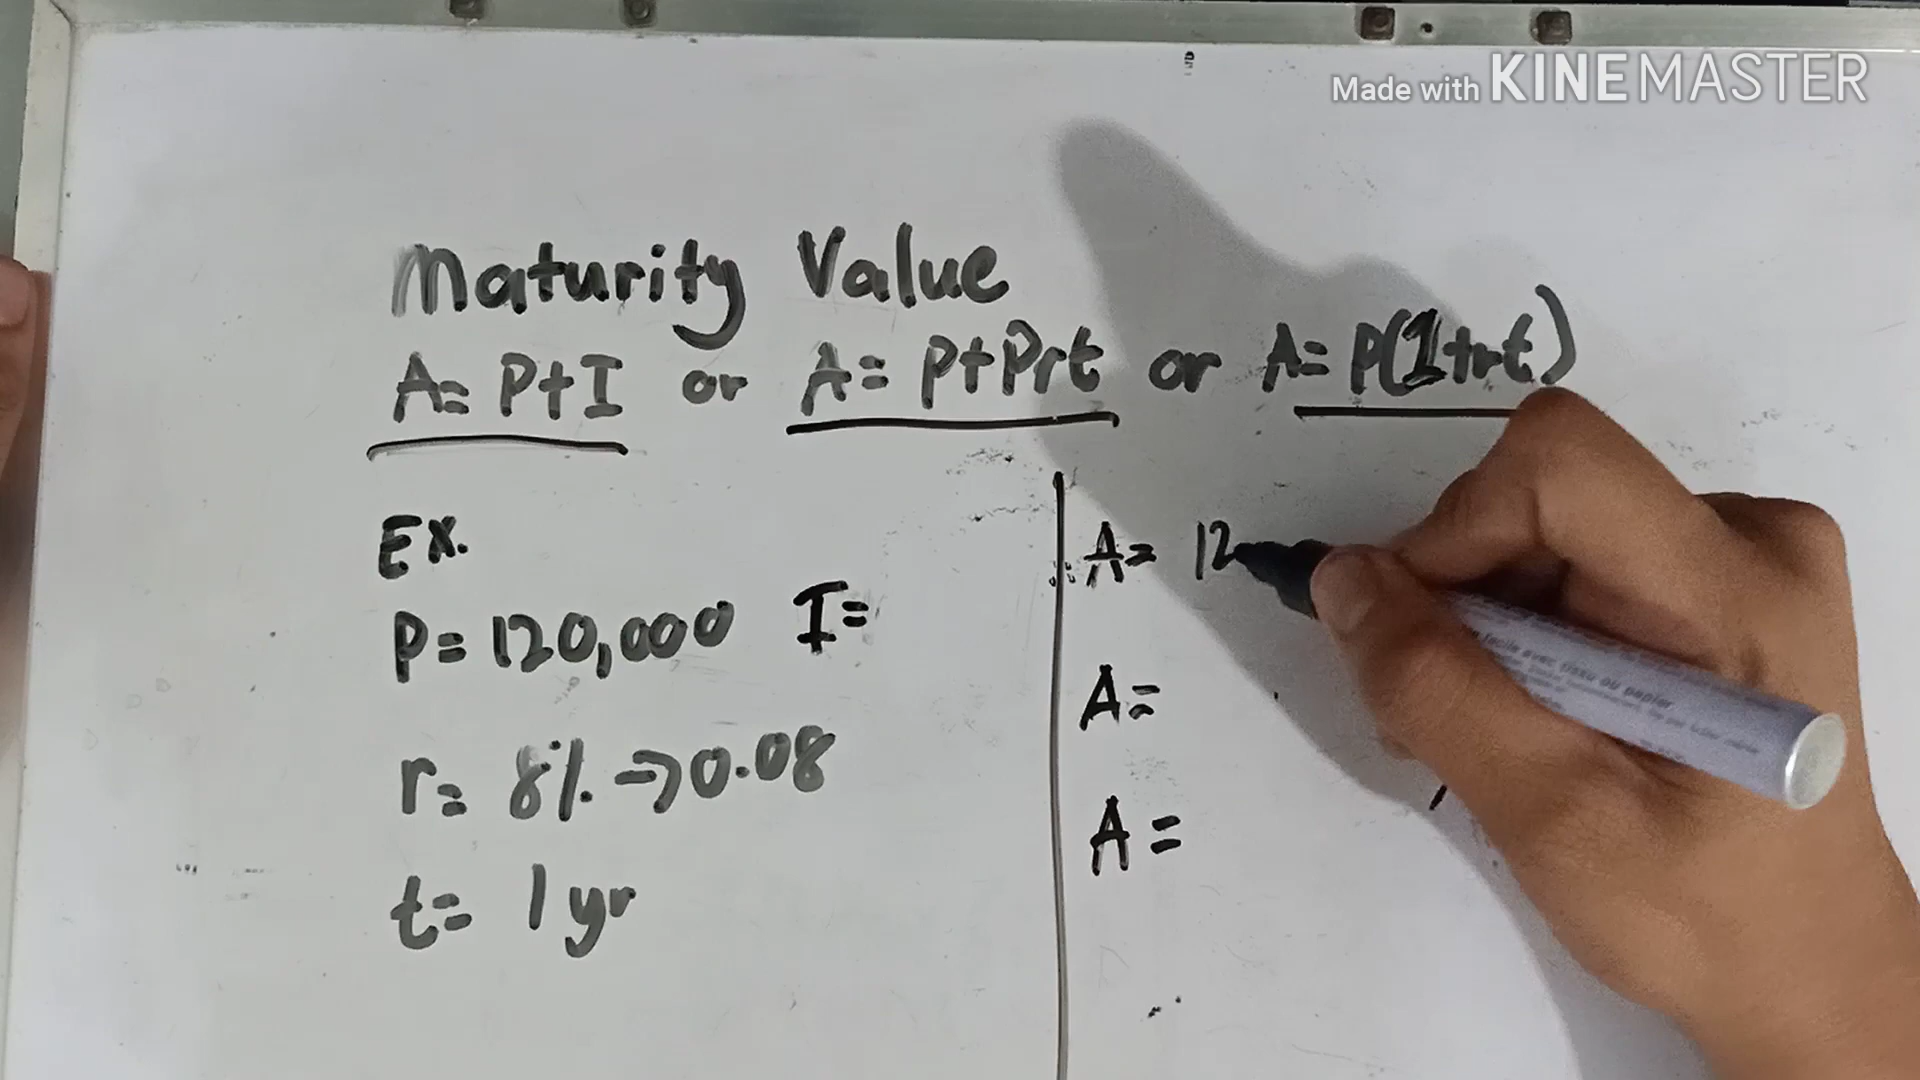 Made with KINEMASTER
Maturity Value
A= P+I or A= P+Prt or A= P(1+rt)
Ex.
P= 120,000 I=
r= 8% → 0.08
t= 1 yr
A= 12
A=
A=